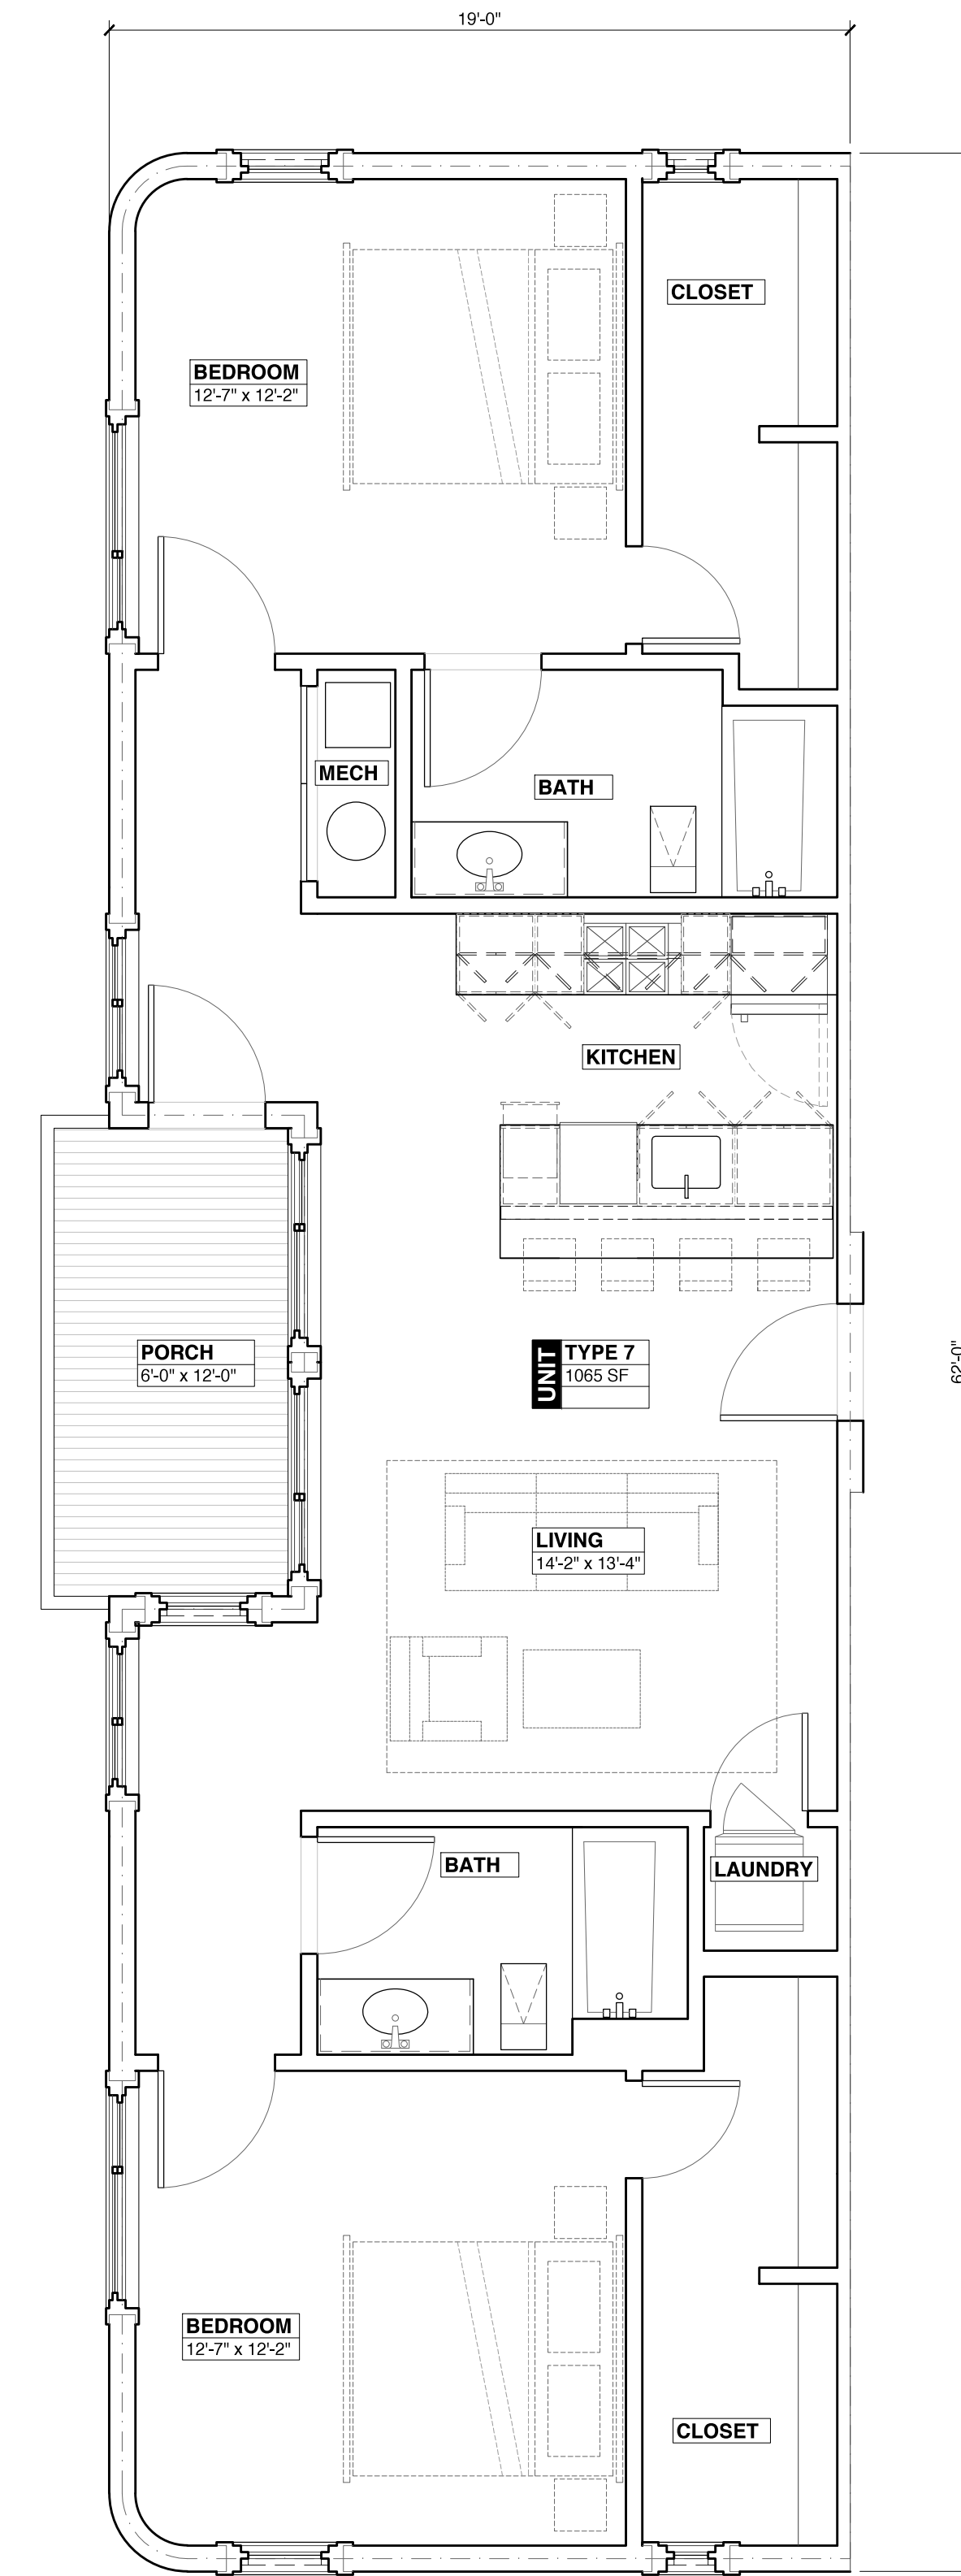 19'-0"
CLOSET
BEDROOM
12'-7" x 12'-2"
MECH
BATH
KITCHEN
PORCH
6'-0" x 12'-0"
UNIT
TYPE 7
1065 SF
62'-0"
LIVING
14'-2" x 13'-4"
BATH
LAUNDRY
BEDROOM
12'-7" x 12'-2"
CLOSET